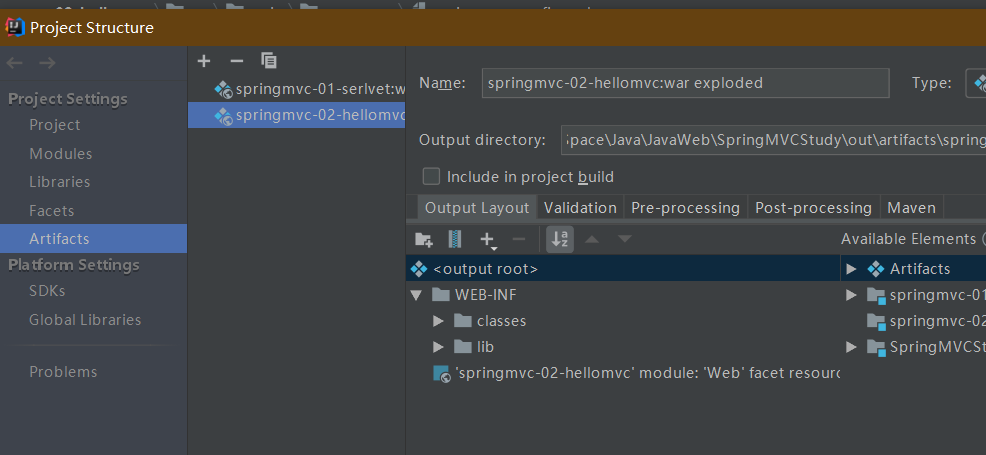 Project Structure
Project Settings
Project
Modules
Libraries
Facets
Artifacts
Platform Settings
SDKs
Global Libraries
Problems
springmvc-01-serlvet:w
springmvc-02-hellomvc
Name: springmvc-02-hellomvc:war exploded Type:
Output directory: pace\Java\JavaWeb\SpringMVCStudy\out\artifacts\spring
Include in project build
Output Layout Validation Pre-processing Post-processing Maven
Available Elements
<output root>
WEB-INF
classes
lib
'springmvc-02-hellomvc' module: 'Web' facet resour
Artifacts
springmvc-01
springmvc-02
SpringMVCSt